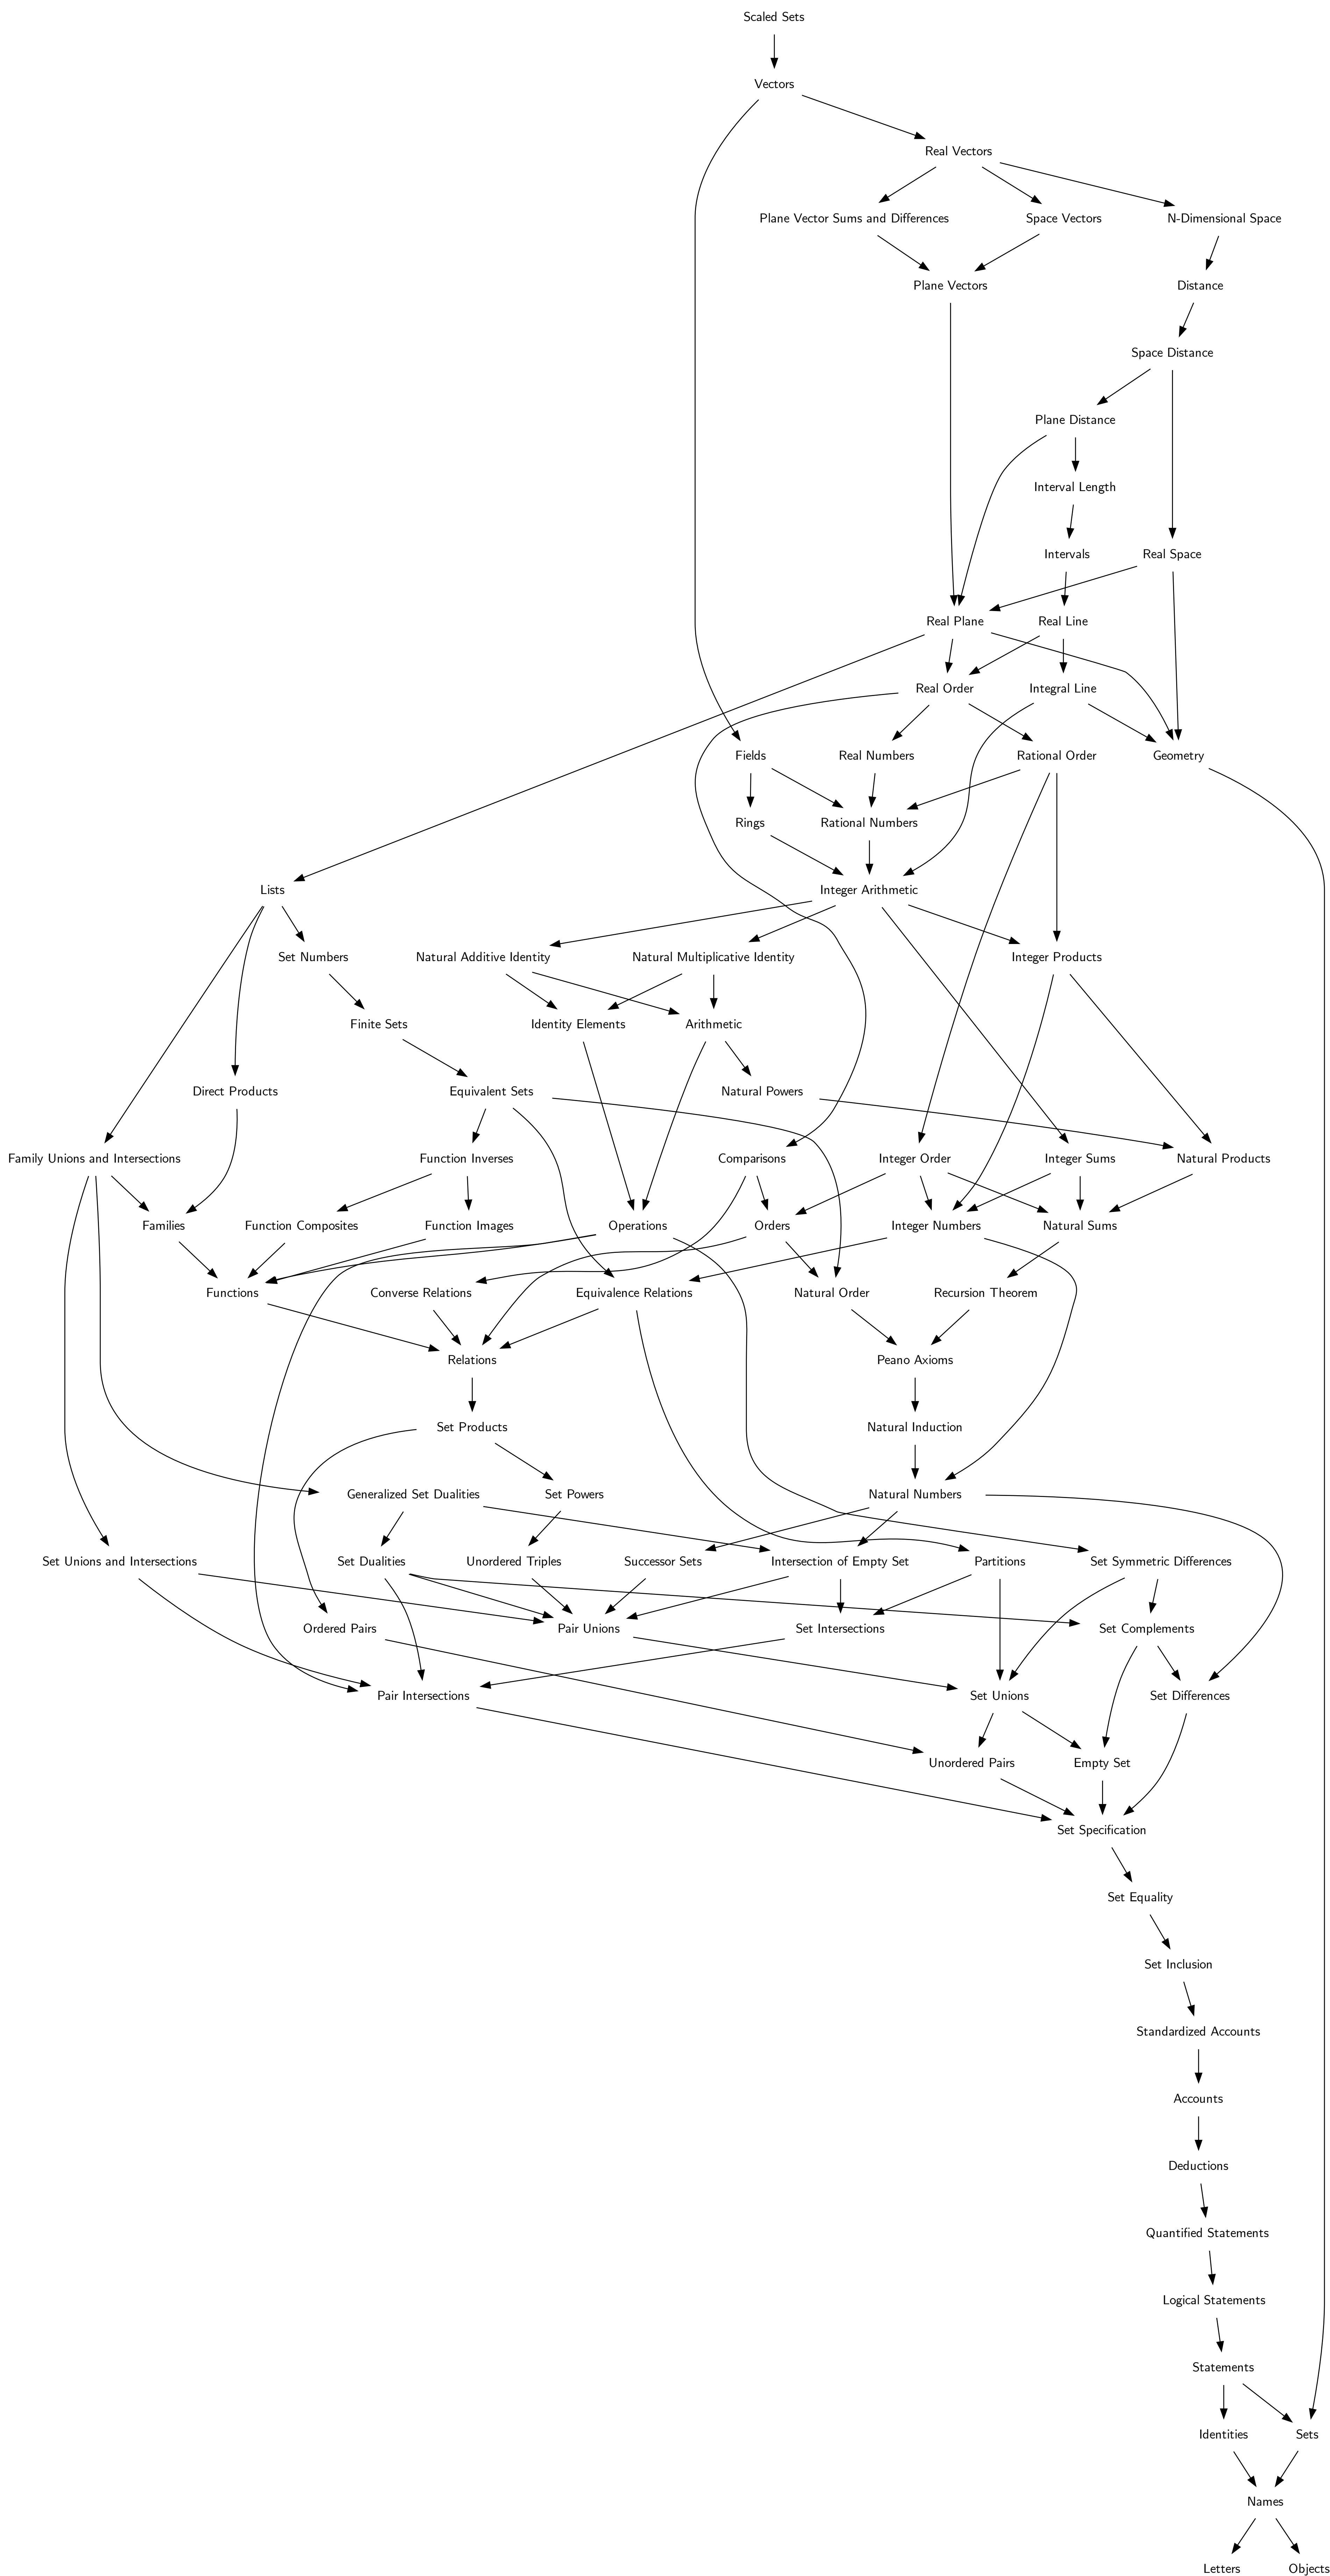 Scaled Sets
Vectors
Real Vectors
Plane Vector Sums and Differences
Space Vectors
N-Dimensional Space
Plane Vectors
Distance
Space Distance
Plane Distance
Interval Length
Intervals
Real Space
Real Plane
Real Line
Real Order
Integral Line
Fields
Real Numbers
Rational Order
Geometry
Rings
Rational Numbers
Lists
Integer Arithmetic
Set Numbers
Natural Additive Identity
Natural Multiplicative Identity
Integer Products
Finite Sets
Identity Elements
Arithmetic
Direct Products
Equivalent Sets
Natural Powers
Family Unions and Intersections
Function Inverses
Comparisons
Integer Order
Integer Sums
Natural Products
Families
Function Composites
Function Images
Operations
Orders
Integer Numbers
Natural Sums
Functions
Converse Relations
Equivalence Relations
Natural Order
Recursion Theorem
Relations
Peano Axioms
Set Products
Natural Induction
Generalized Set Dualities
Set Powers
Natural Numbers
Set Unions and Intersections
Set Dualities
Unordered Triples
Successor Sets
Intersection of Empty Set
Partitions
Set Symmetric Differences
Ordered Pairs
Pair Unions
Set Intersections
Set Complements
Pair Intersections
Set Unions
Set Differences
Unordered Pairs
Empty Set
Set Specification
Set Equality
Set Inclusion
Standardized Accounts
Accounts
Deductions
Quantified Statements
Logical Statements
Statements
Identities
Sets
Names
Letters
Objects